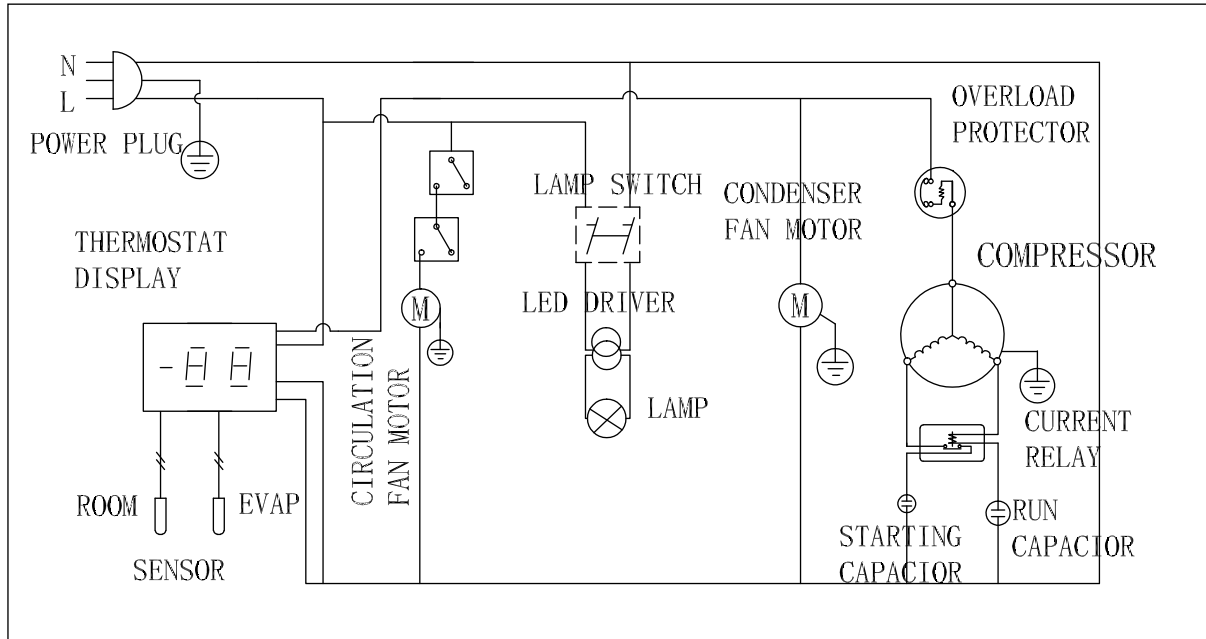 N
L
POWER PLUG
OVERLOAD
PROTECTOR
LAMP SWITCH
CONDENSER
FAN MOTOR
THERMOSTAT
DISPLAY
COMPRESSOR
LED DRIVER
M
M
-88
CIRCULATION
FAN MOTOR
LAMP
CURRENT
RELAY
ROOM
EVAP
SENSOR
STARTING
CAPACIOR
RUN
CAPACIOR